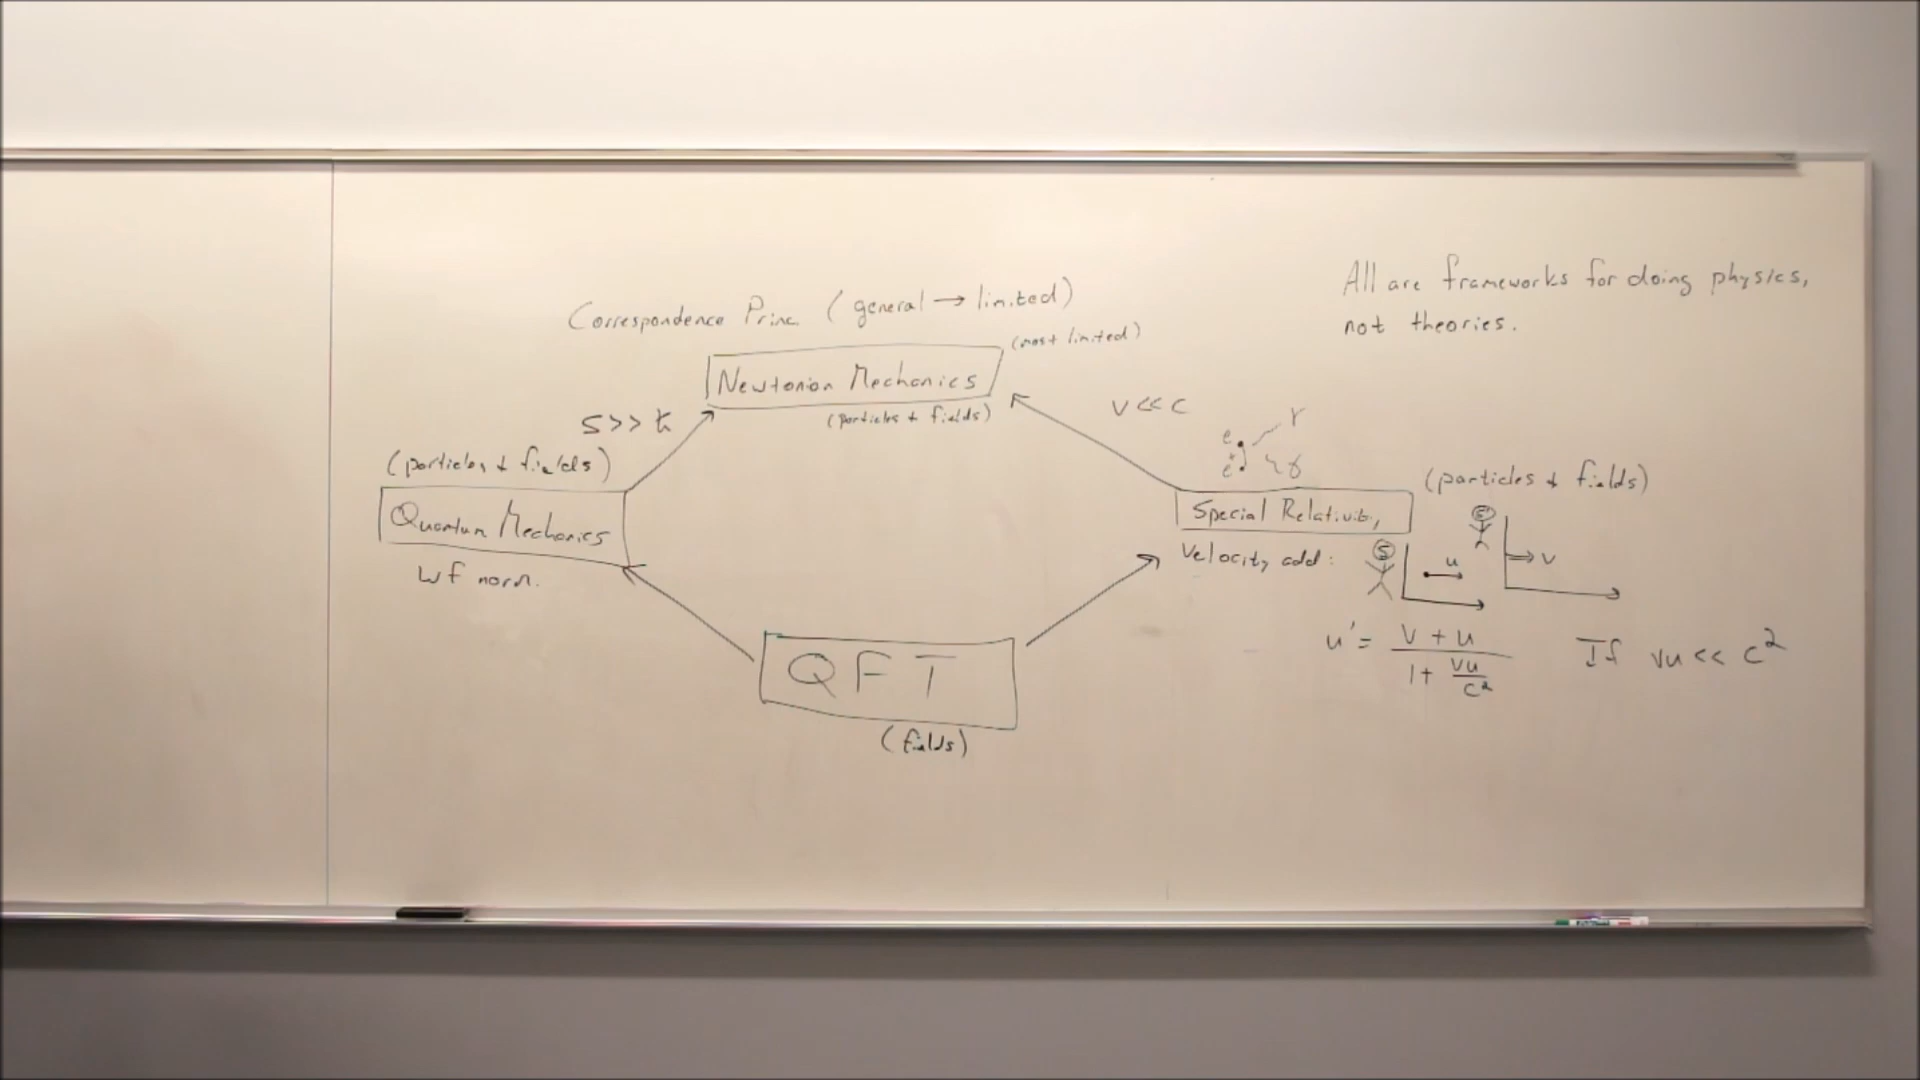 All are frameworks for doing physics,
not theories.
Correspondence Princ. (general → limited)
(most limited)
Newtonian Mechanics
(particles + fields)
S >> ħ
v << c
e⁻ γ
e⁺ γ
(particles + fields)
Quantum Mechanics
wf norm.
(particles + fields)
Special Relativity
Velocity add:
S
u
S'
v
u' = (v + u) / (1 + vu/c²)
If vu << c²
QFT
(fields)